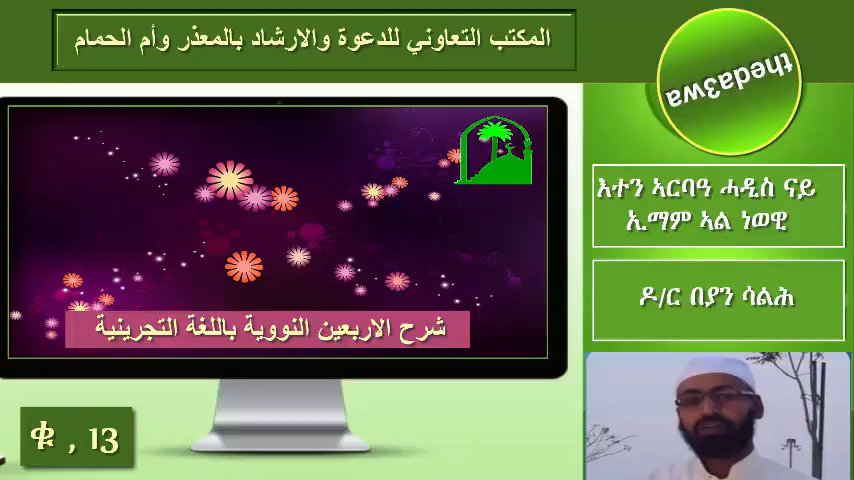 المكتب التعاوني للدعوة والارشاد بالمعذر وأم الحمام
theda3wa
እተን ኣርባዓ ሓዲስ ናይ
ኢማም ኣል ነወዊ
ዶ/ር በያን ሳልሕ
شرح الاربعين النووية باللغة التجرينية
ቁ , 13